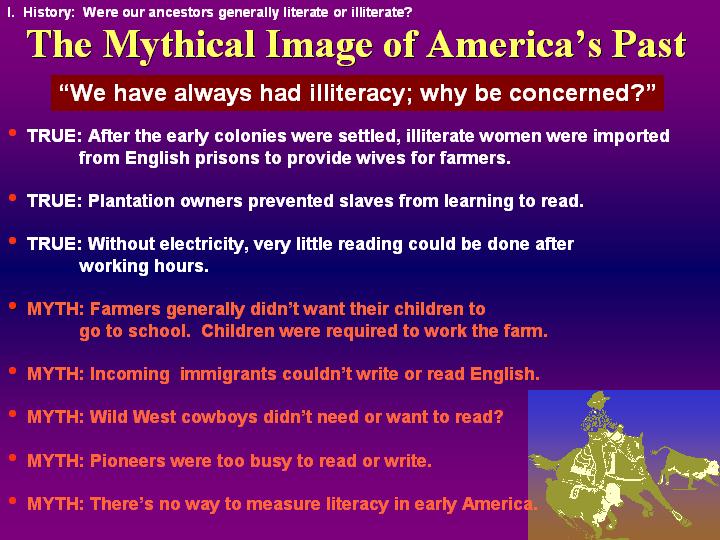 I.  History:  Were our ancestors generally literate or illiterate?
The Mythical Image of America’s Past
“We have always had illiteracy; why be concerned?”
• TRUE: After the early colonies were settled, illiterate women were imported
from English prisons to provide wives for farmers.
• TRUE: Plantation owners prevented slaves from learning to read.
• TRUE: Without electricity, very little reading could be done after
working hours.
• MYTH: Farmers generally didn’t want their children to
go to school.  Children were required to work the farm.
• MYTH: Incoming  immigrants couldn’t write or read English.
• MYTH: Wild West cowboys didn’t need or want to read?
• MYTH: Pioneers were too busy to read or write.
• MYTH: There’s no way to measure literacy in early America.